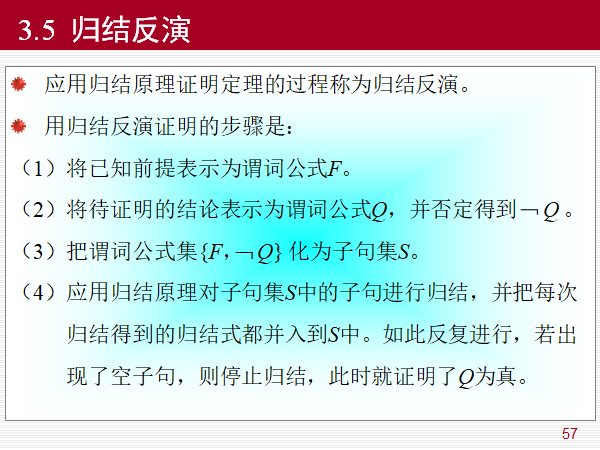 3.5 归结反演
应用归结原理证明定理的过程称为归结反演。
用归结反演证明的步骤是：
（1）将已知前提表示为谓词公式F。
（2）将待证明的结论表示为谓词公式Q，并否定得到﹁Q。
（3）把谓词公式集{F，﹁Q} 化为子句集S。
（4）应用归结原理对子句集S中的子句进行归结，并把每次
归结得到的归结式都并入到S中。如此反复进行，若出
现了空子句，则停止归结，此时就证明了Q为真。
57